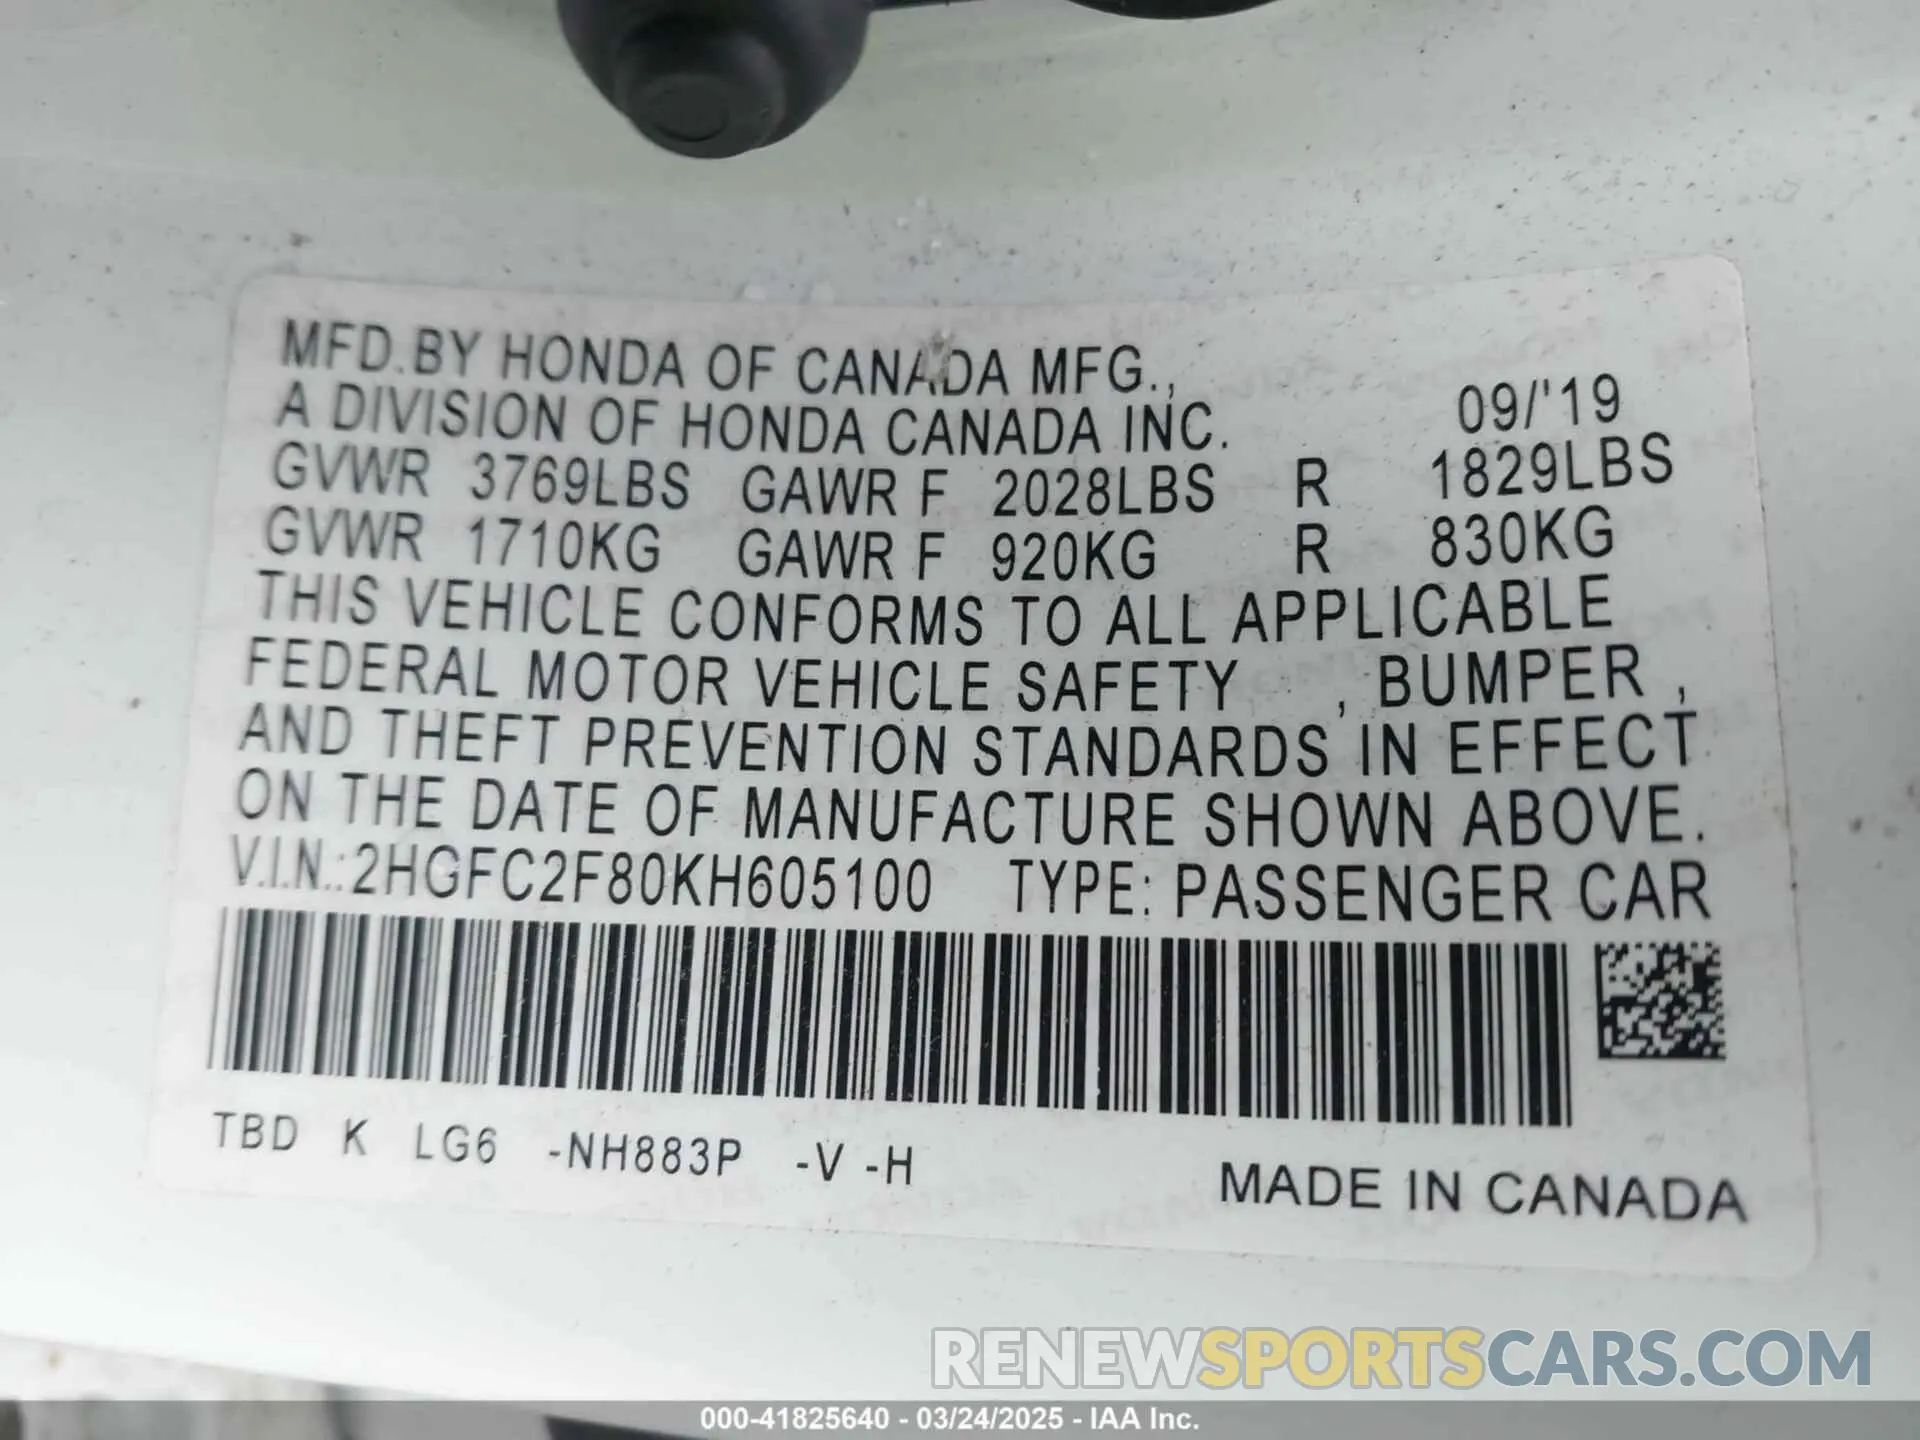 MFD.BY HONDA OF CANADA MFG.,
A DIVISION OF HONDA CANADA INC. 09/'19
GVWR 3769LBS GAWR F 2028LBS R 1829LBS
GVWR 1710KG GAWR F 920KG R 830KG
THIS VEHICLE CONFORMS TO ALL APPLICABLE
FEDERAL MOTOR VEHICLE SAFETY , BUMPER ,
AND THEFT PREVENTION STANDARDS IN EFFECT
ON THE DATE OF MANUFACTURE SHOWN ABOVE.
V.I.N.:2HGFC2F80KH605100 TYPE: PASSENGER CAR
TBD K LG6 -NH883P -V -H
MADE IN CANADA
RENEWSPORTSCARS.COM
000-41825640 - 03/24/2025 - IAA Inc.